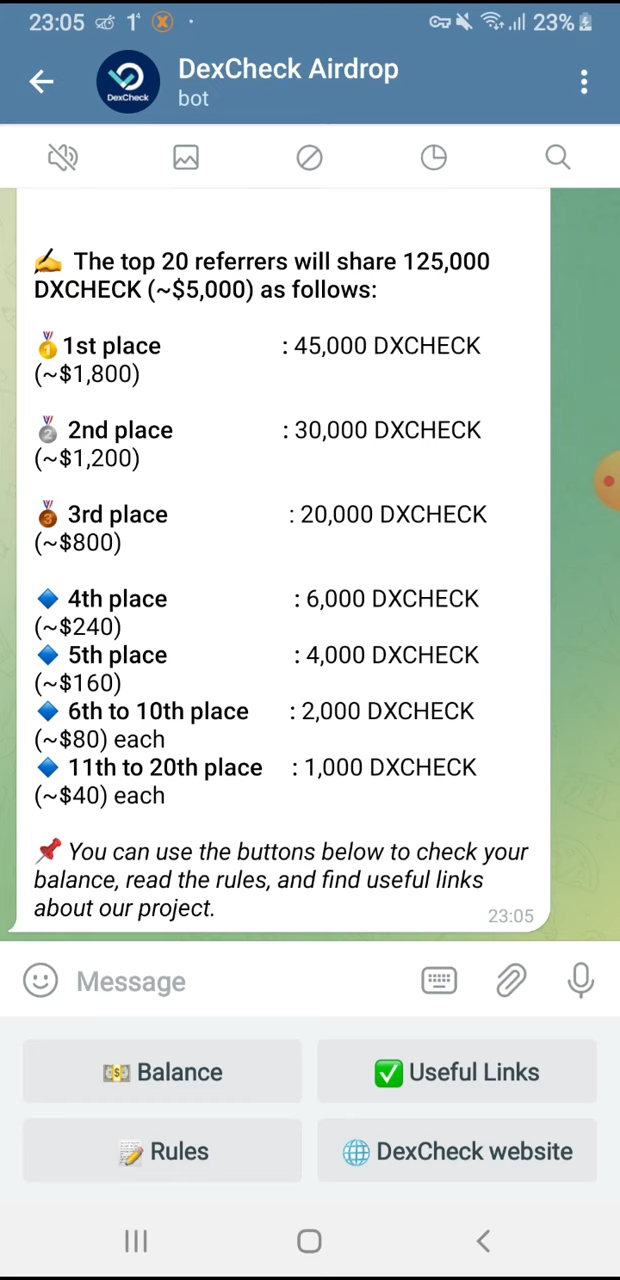 23:05
23%
DexCheck
DexCheck Airdrop
bot
The top 20 referrers will share 125,000
DXCHECK (~$5,000) as follows:
1st place : 45,000 DXCHECK
(~$1,800)
2nd place : 30,000 DXCHECK
(~$1,200)
3rd place : 20,000 DXCHECK
(~$800)
4th place : 6,000 DXCHECK
(~$240)
5th place : 4,000 DXCHECK
(~$160)
6th to 10th place : 2,000 DXCHECK
(~$80) each
11th to 20th place : 1,000 DXCHECK
(~$40) each
You can use the buttons below to check your
balance, read the rules, and find useful links
about our project.
23:05
Message
Balance
Useful Links
Rules
DexCheck website